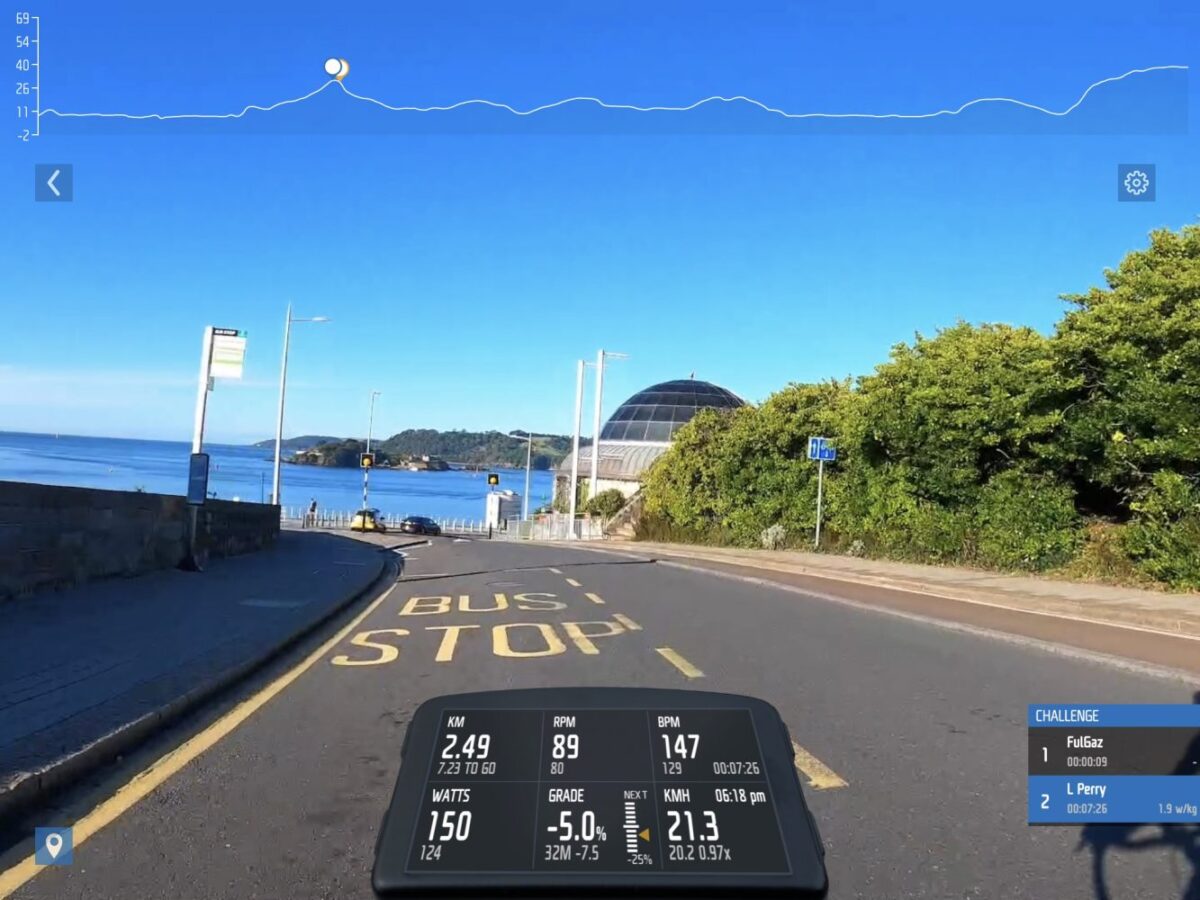 69
54
40
26
11
-2
BUS
STOP
KM
2.49
7.23 TO GO
RPM
89
80
BPM
147
129 00:07:26
WATTS
150
124
GRADE
-5.0%
32M -7.5
NEXT
-25%
KMH 06:18 pm
21.3
20.2 0.97x
CHALLENGE
1 FulGaz
00:00:09 -
2 L Perry
00:07:26 1.9 w/kg